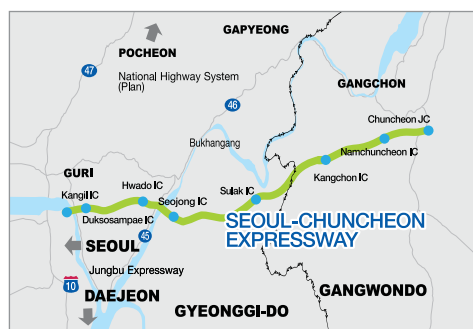 GAPYEONG
POCHEON
47
National Highway System
(Plan)
GANGCHON
46
Chuncheon JC
Bukhangang
Namchuncheon IC
GURI
Kangchon IC
Hwado IC
Sulak IC
Kangil IC
Seojong IC
Duksosampae IC
SEOUL-CHUNCHEON
EXPRESSWAY
45
SEOUL
Jungbu Expressway
10
DAEJEON
GYEONGGI-DO
GANGWONDO